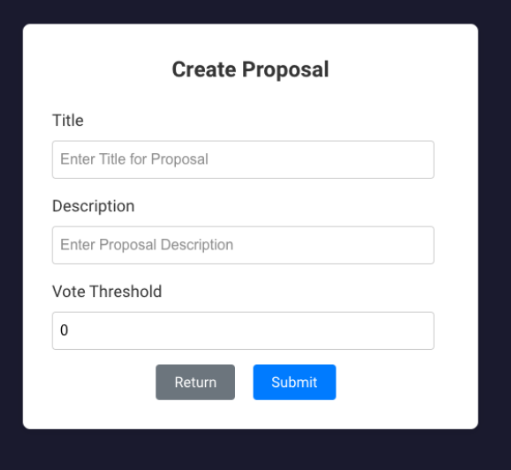 Create Proposal
Title
Enter Title for Proposal
Description
Enter Proposal Description
Vote Threshold
0
Return Submit